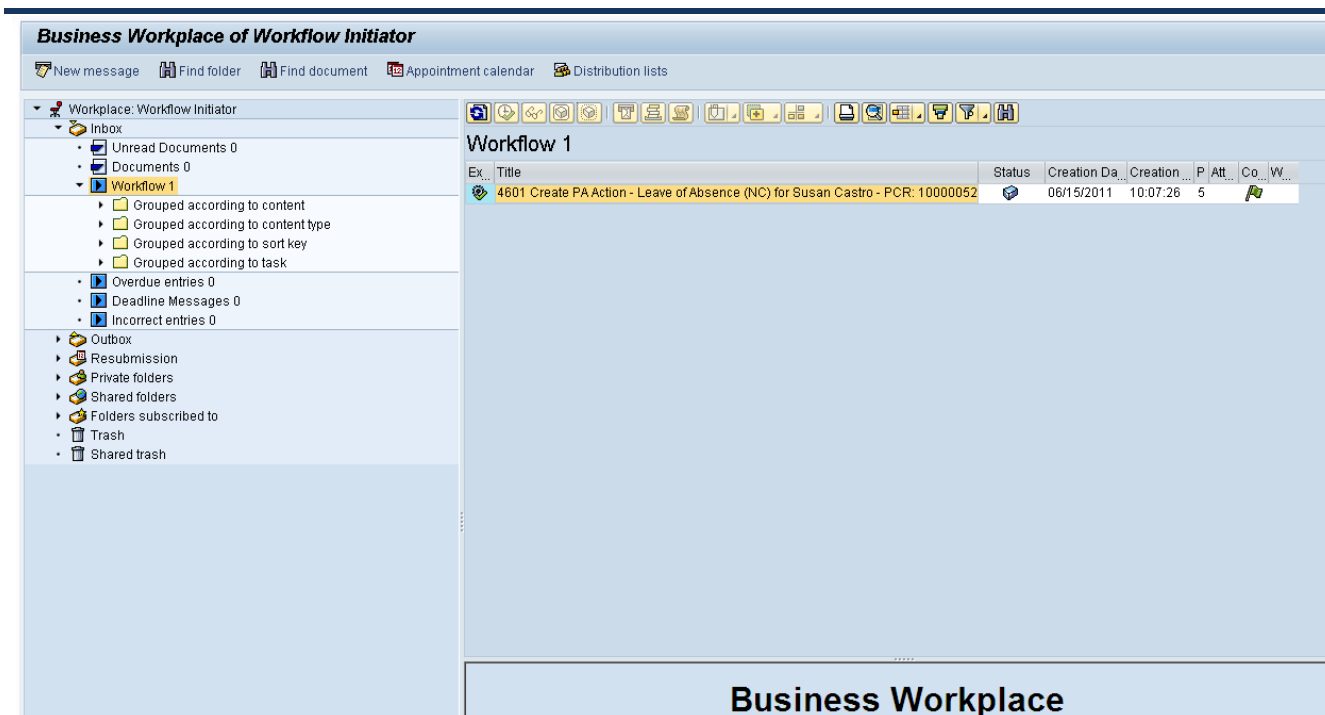 Business Workplace of Workflow Initiator
New message Find folder Find document Appointment calendar Distribution lists
Workplace: Workflow Initiator
Inbox
Unread Documents 0
Documents 0
Workflow 1
Grouped according to content
Grouped according to content type
Grouped according to sort key
Grouped according to task
Overdue entries 0
Deadline Messages 0
Incorrect entries 0
Outbox
Resubmission
Private folders
Shared folders
Folders subscribed to
Trash
Shared trash
Workflow 1
Ex... Title Status Creation Da... Creation ... P Att... Co... W...
4601 Create PA Action - Leave of Absence (NC) for Susan Castro - PCR: 10000052 06/15/2011 10:07:26 5
Business Workplace